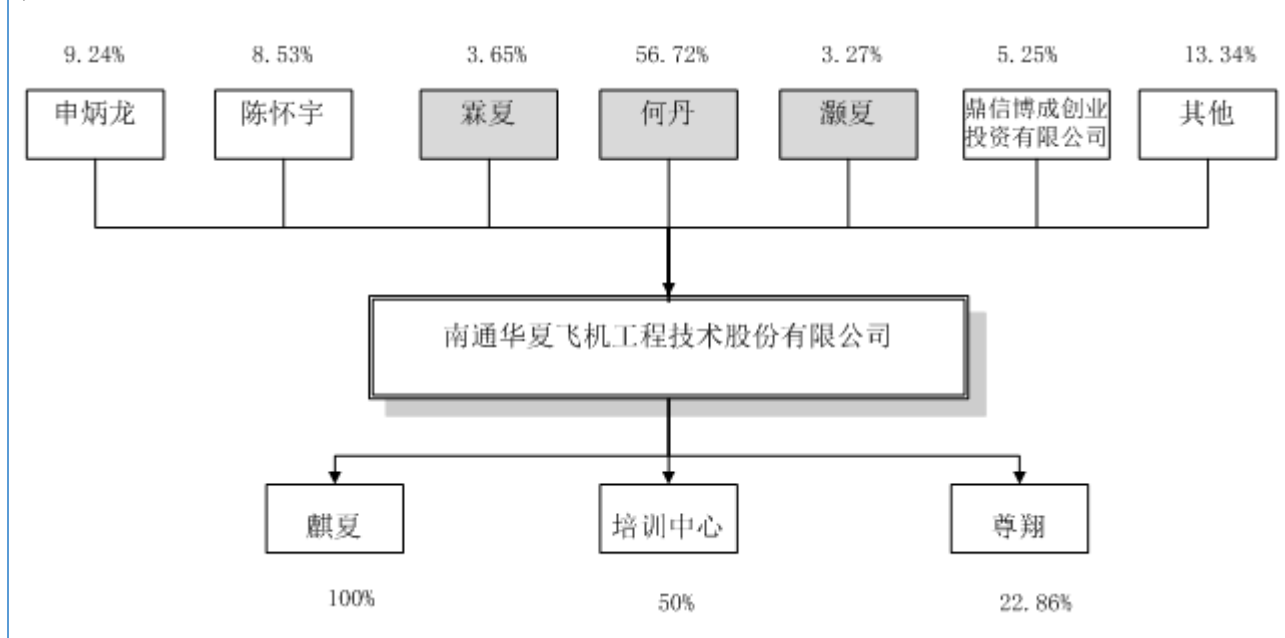 9.24% 8.53% 3.65% 56.72% 3.27% 5.25% 13.34%
申炳龙 陈怀宇 霖夏 何丹 灏夏 鼎信博成创业 其他
投资有限公司
南通华夏飞机工程技术股份有限公司
麒夏 培训中心 尊翔
100% 50% 22.86%